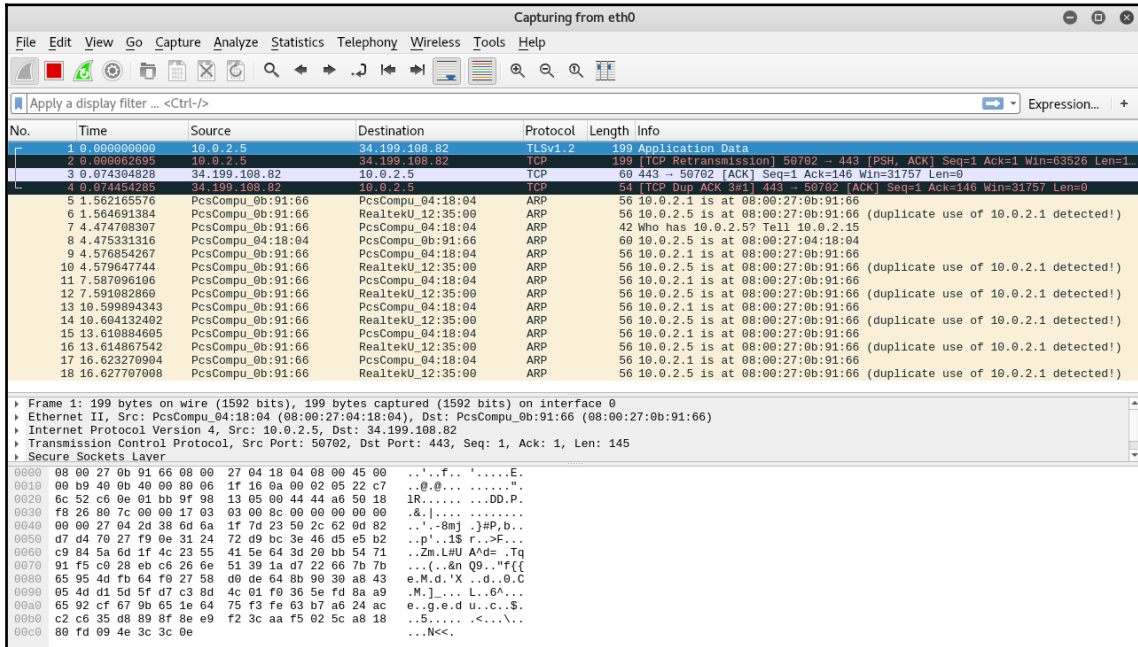 Capturing from eth0
File Edit View Go Capture Analyze Statistics Telephony Wireless Tools Help
Apply a display filter ... <Ctrl-/> Expression... +
No. Time Source Destination Protocol Length Info
1 0.000000000 10.0.2.5 34.199.108.82 TLSv1.2 199 Application Data
2 0.000062695 10.0.2.5 34.199.108.82 TCP 199 [TCP Retransmission] 50702 → 443 [PSH, ACK] Seq=1 Ack=1 Win=63526 Len=1…
3 0.074304828 34.199.108.82 10.0.2.5 TCP 60 443 → 50702 [ACK] Seq=1 Ack=146 Win=31757 Len=0
4 0.074454285 34.199.108.82 10.0.2.5 TCP 54 [TCP Dup ACK 3#1] 443 → 50702 [ACK] Seq=1 Ack=146 Win=31757 Len=0
5 1.562165576 PcsCompu_0b:91:66 PcsCompu_04:18:04 ARP 56 10.0.2.1 is at 08:00:27:0b:91:66
6 1.564691384 PcsCompu_0b:91:66 RealtekU_12:35:00 ARP 56 10.0.2.5 is at 08:00:27:0b:91:66 (duplicate use of 10.0.2.1 detected!)
7 4.474708307 PcsCompu_0b:91:66 PcsCompu_04:18:04 ARP 42 Who has 10.0.2.5? Tell 10.0.2.15
8 4.475331316 PcsCompu_04:18:04 PcsCompu_0b:91:66 ARP 60 10.0.2.5 is at 08:00:27:04:18:04
9 4.576854267 PcsCompu_0b:91:66 PcsCompu_04:18:04 ARP 56 10.0.2.1 is at 08:00:27:0b:91:66
10 4.579647744 PcsCompu_0b:91:66 RealtekU_12:35:00 ARP 56 10.0.2.5 is at 08:00:27:0b:91:66 (duplicate use of 10.0.2.1 detected!)
11 7.587096106 PcsCompu_0b:91:66 PcsCompu_04:18:04 ARP 56 10.0.2.1 is at 08:00:27:0b:91:66
12 7.591082860 PcsCompu_0b:91:66 RealtekU_12:35:00 ARP 56 10.0.2.5 is at 08:00:27:0b:91:66 (duplicate use of 10.0.2.1 detected!)
13 10.599894343 PcsCompu_0b:91:66 PcsCompu_04:18:04 ARP 56 10.0.2.1 is at 08:00:27:0b:91:66
14 10.604132402 PcsCompu_0b:91:66 RealtekU_12:35:00 ARP 56 10.0.2.5 is at 08:00:27:0b:91:66 (duplicate use of 10.0.2.1 detected!)
15 13.610884605 PcsCompu_0b:91:66 PcsCompu_04:18:04 ARP 56 10.0.2.1 is at 08:00:27:0b:91:66
16 13.614867542 PcsCompu_0b:91:66 RealtekU_12:35:00 ARP 56 10.0.2.5 is at 08:00:27:0b:91:66 (duplicate use of 10.0.2.1 detected!)
17 16.623270904 PcsCompu_0b:91:66 PcsCompu_04:18:04 ARP 56 10.0.2.1 is at 08:00:27:0b:91:66
18 16.627707008 PcsCompu_0b:91:66 RealtekU_12:35:00 ARP 56 10.0.2.5 is at 08:00:27:0b:91:66 (duplicate use of 10.0.2.1 detected!)
Frame 1: 199 bytes on wire (1592 bits), 199 bytes captured (1592 bits) on interface 0
Ethernet II, Src: PcsCompu_04:18:04 (08:00:27:04:18:04), Dst: PcsCompu_0b:91:66 (08:00:27:0b:91:66)
Internet Protocol Version 4, Src: 10.0.2.5, Dst: 34.199.108.82
Transmission Control Protocol, Src Port: 50702, Dst Port: 443, Seq: 1, Ack: 1, Len: 145
Secure Sockets Layer
0000 08 00 27 0b 91 66 08 00 27 04 18 04 08 00 45 00 ..'..f.. '.....E.
0010 00 b9 40 0b 40 00 80 06 1f 16 0a 00 02 05 22 c7 ..@.@... ......".
0020 6c 52 c6 0e 01 bb 9f 98 13 05 00 44 44 a6 50 18 lR...... ...DD.P.
0030 f8 26 80 7c 00 00 17 03 03 00 8c 00 00 00 00 00 .&.|.... ........
0040 00 00 27 04 2d 38 6d 6a 1f 7d 23 50 2c 62 0d 82 ..'.-8mj .}#P,b..
0050 d7 d4 70 27 f9 0e 31 24 72 d9 bc 3e 46 d5 e5 b2 ..p'..1$ r..>F...
0060 c9 84 5a 6d 1f 4c 23 55 41 5e 64 3d 20 bb 54 71 ..Zm.L#U A^d= .Tq
0070 91 f5 c0 28 eb c6 26 6e 51 39 1a d7 22 66 7b 7b ...(..&n Q9.."f{{
0080 65 95 4d fb 64 f0 27 58 d0 de 64 8b 90 30 a8 43 e.M.d.'X ..d..0.C
0090 05 4d d1 5d 5f d7 c3 8d 4c 01 f0 36 5e fd 8a a9 .M.]_... L..6^...
00a0 65 92 cf 67 9b 65 1e 64 75 f3 fe 63 b7 a6 24 ac e..g.e.d u..c..$.
00b0 c2 c6 35 d8 89 8f 8e e9 f2 3c aa f5 02 5c a8 18 ..5..... .<...\..
00c0 80 fd 09 4e 3c 3c 0e ...N<<.